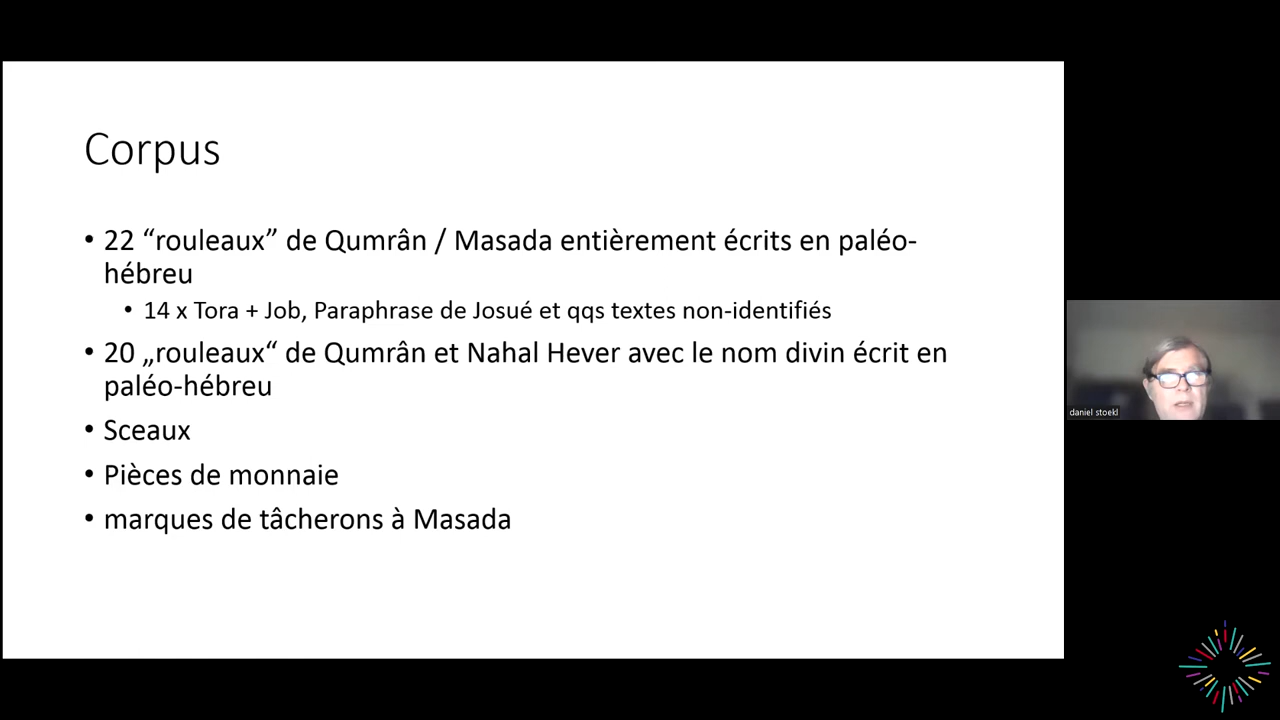 Corpus
• 22 “rouleaux” de Qumrân / Masada entièrement écrits en paléo-
hébreu
• 14 x Tora + Job, Paraphrase de Josué et qqs textes non-identifiés
• 20 „rouleaux“ de Qumrân et Nahal Hever avec le nom divin écrit en
paléo-hébreu
• Sceaux
• Pièces de monnaie
• marques de tâcherons à Masada
daniel stoekl